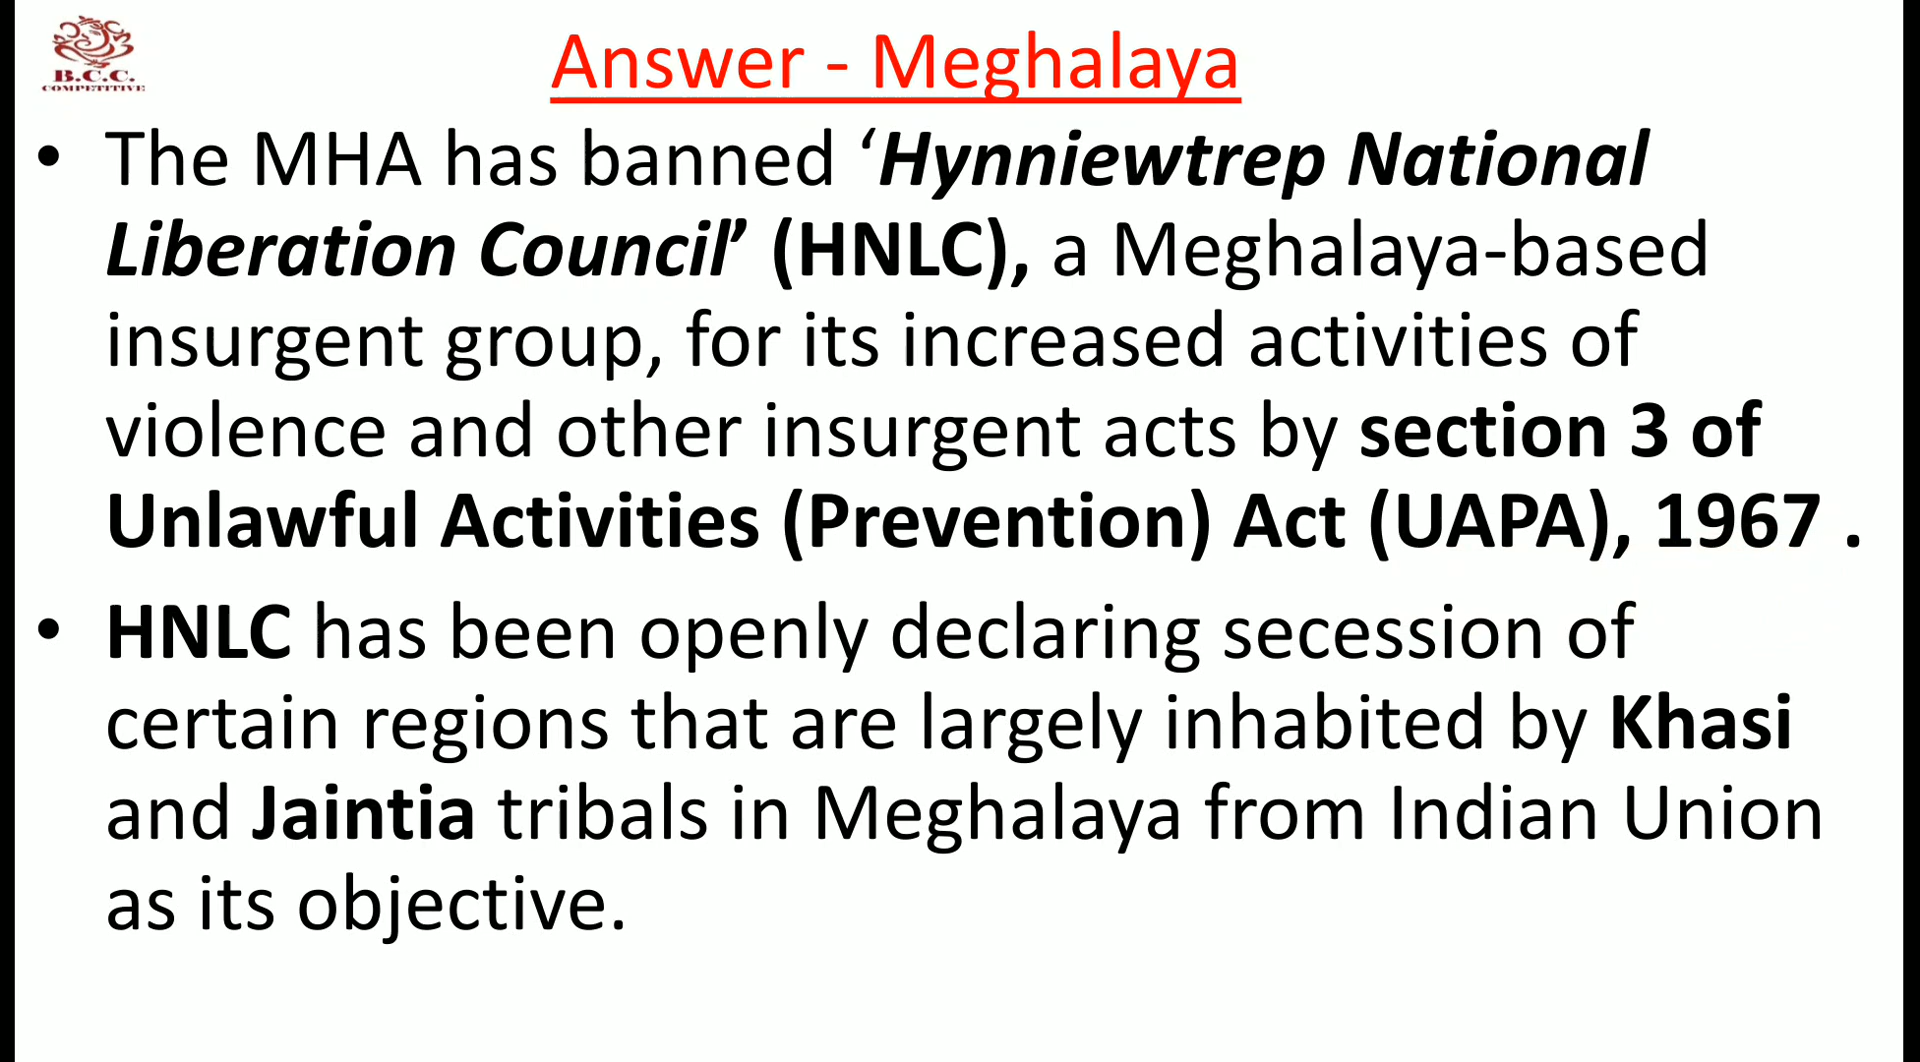 B.C.C.
COMPETITIVE
Answer - Meghalaya
• The MHA has banned ‘Hynniewtrep National
Liberation Council’ (HNLC), a Meghalaya-based
insurgent group, for its increased activities of
violence and other insurgent acts by section 3 of
Unlawful Activities (Prevention) Act (UAPA), 1967 .
• HNLC has been openly declaring secession of
certain regions that are largely inhabited by Khasi
and Jaintia tribals in Meghalaya from Indian Union
as its objective.